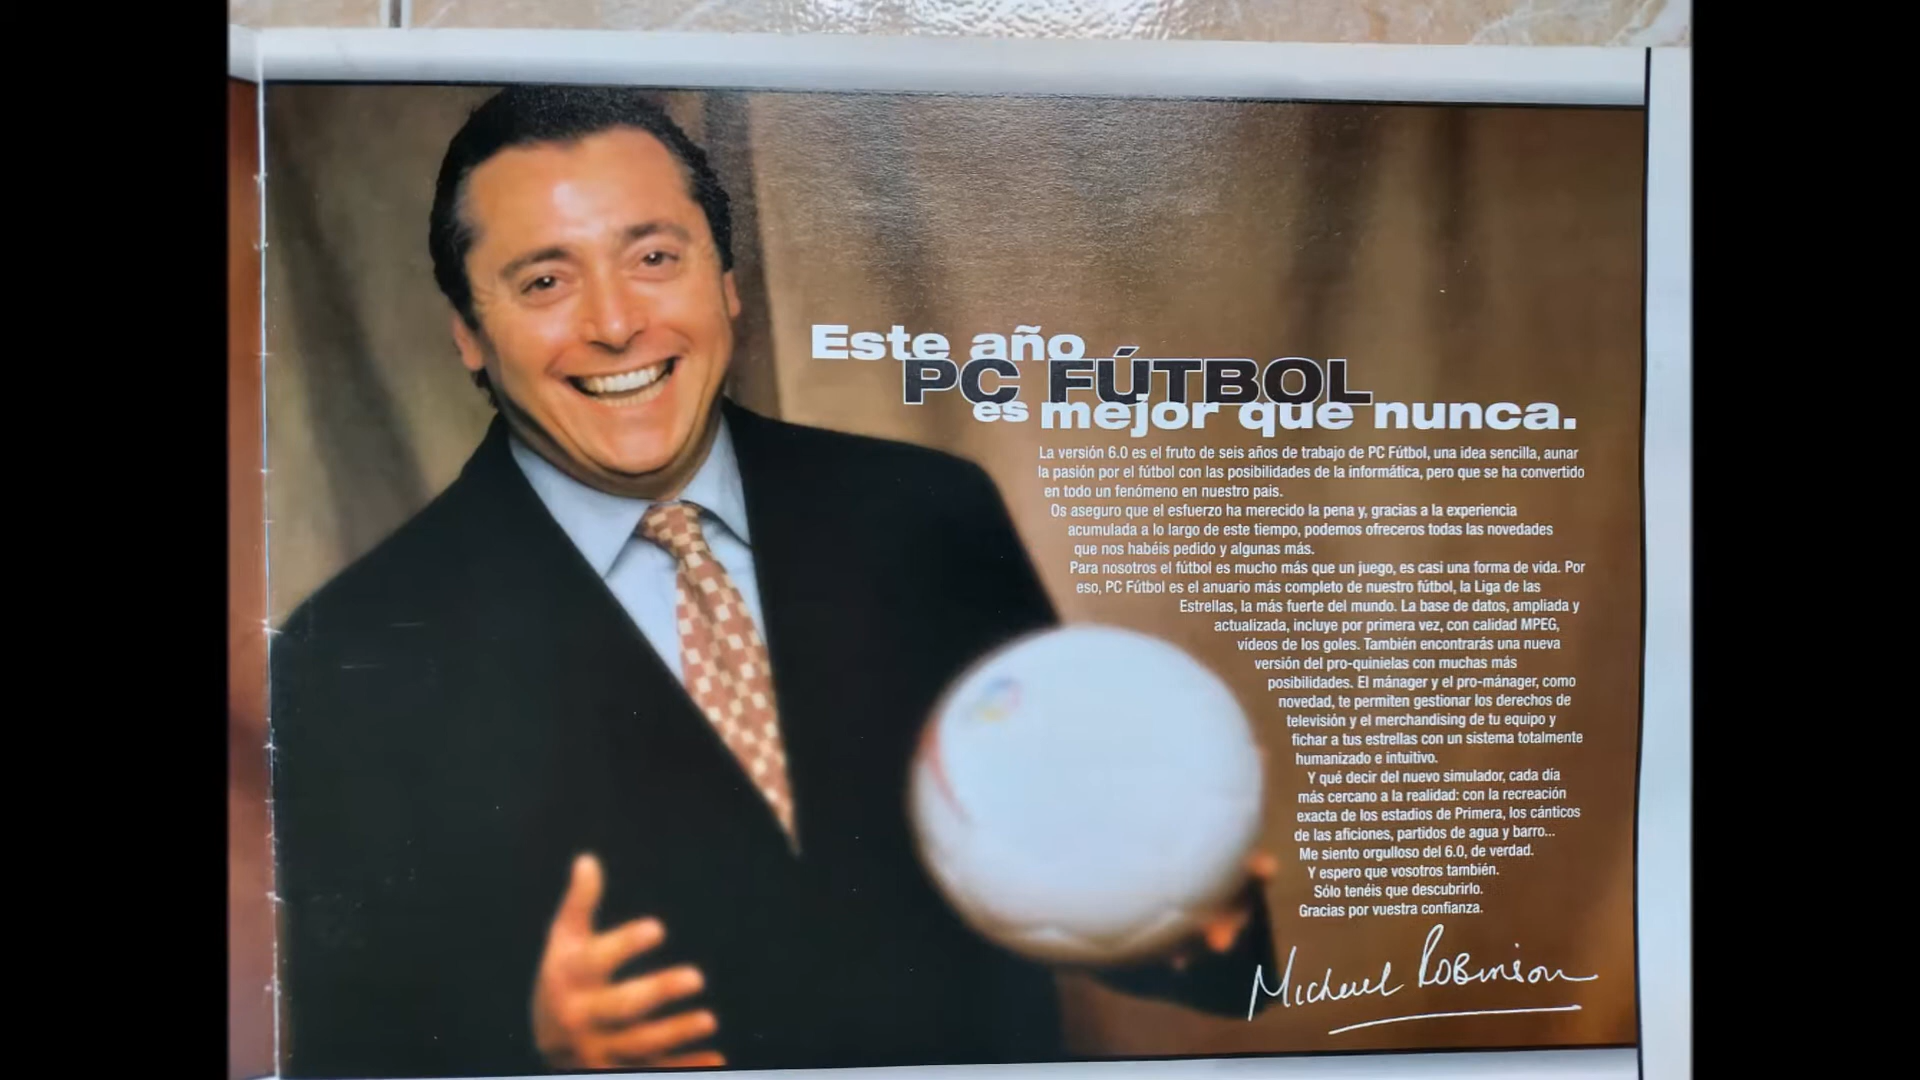 Este año
PC FÚTBOL
es mejor que nunca.
La versión 6.0 es el fruto de seis años de trabajo de PC Fútbol, una idea sencilla, aunar
la pasión por el fútbol con las posibilidades de la informática, pero que se ha convertido
en todo un fenómeno en nuestro pais.
Os aseguro que el esfuerzo ha merecido la pena y, gracias a la experiencia
acumulada a lo largo de este tiempo, podemos ofreceros todas las novedades
que nos habéis pedido y algunas más.
Para nosotros el fútbol es mucho más que un juego, es casi una forma de vida. Por
eso, PC Fútbol es el anuario más completo de nuestro fútbol, la Liga de las
Estrellas, la más fuerte del mundo. La base de datos, ampliada y
actualizada, incluye por primera vez, con calidad MPEG,
vídeos de los goles. También encontrarás una nueva
versión del pro-quinielas con muchas más
posibilidades. El mánager y el pro-mánager, como
novedad, te permiten gestionar los derechos de
televisión y el merchandising de tu equipo y
fichar a tus estrellas con un sistema totalmente
humanizado e intuitivo.
Y qué decir del nuevo simulador, cada día
más cercano a la realidad: con la recreación
exacta de los estadios de Primera, los cánticos
de las aficiones, partidos de agua y barro...
Me siento orgulloso del 6.0, de verdad.
Y espero que vosotros también.
Sólo tenéis que descubrirlo.
Gracias por vuestra confianza.
Michael Robinson